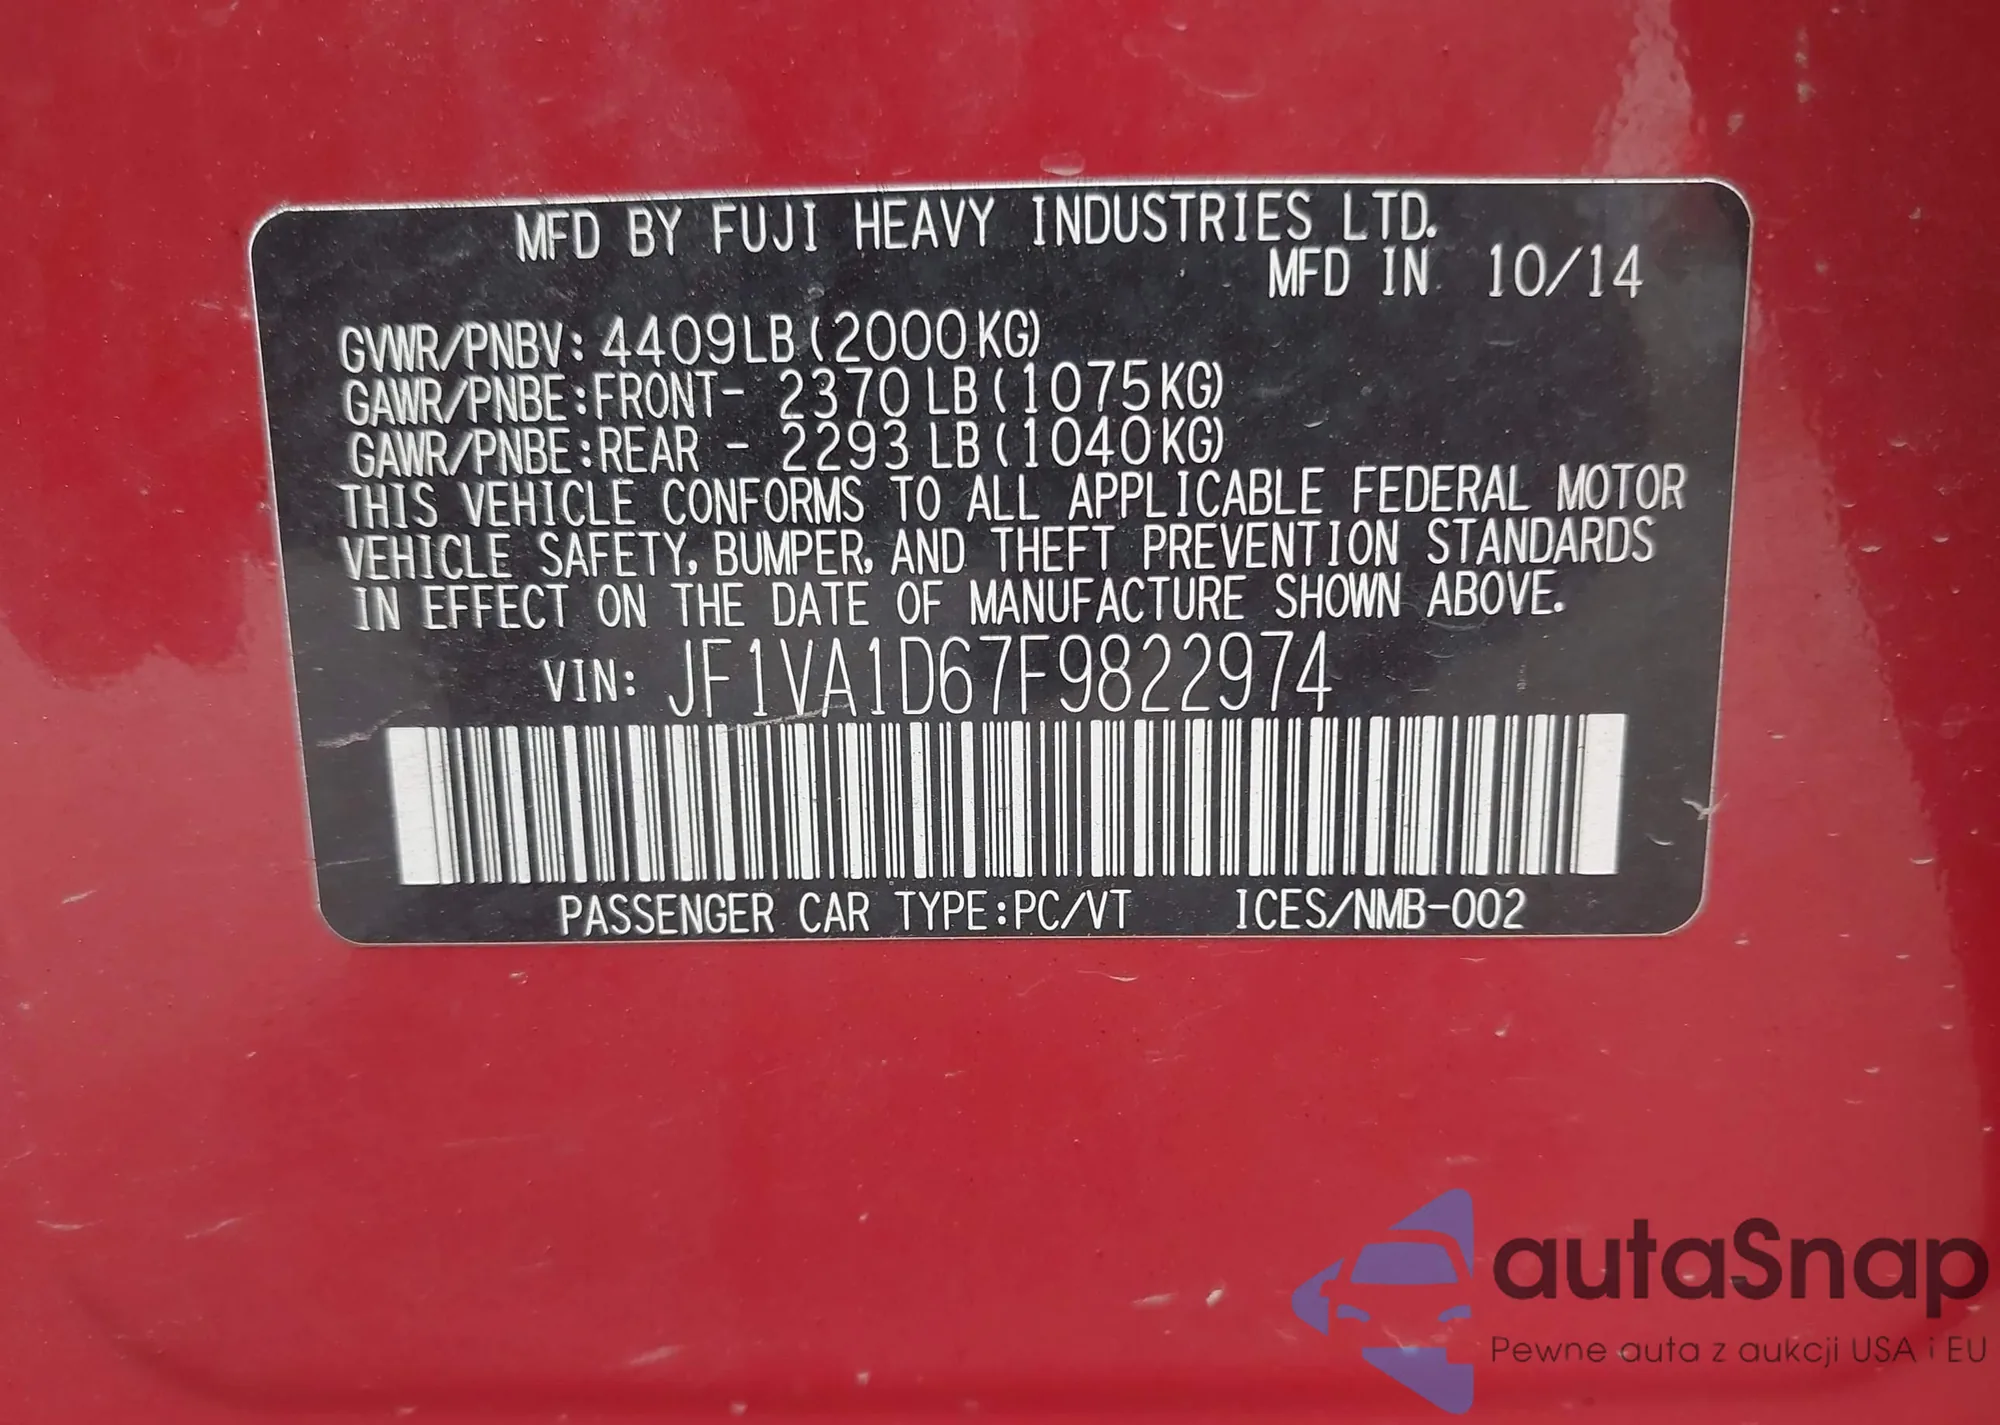 MFD BY FUJI HEAVY INDUSTRIES LTD.
MFD IN 10/14
GVWR/PNBV: 4409LB(2000KG)
GAWR/PNBE:FRONT- 2370LB(1075KG)
GAWR/PNBE:REAR - 2293LB(1040KG)
THIS VEHICLE CONFORMS TO ALL APPLICABLE FEDERAL MOTOR
VEHICLE SAFETY, BUMPER, AND THEFT PREVENTION STANDARDS
IN EFFECT ON THE DATE OF MANUFACTURE SHOWN ABOVE.
VIN: JF1VA1D67F9822974
PASSENGER CAR TYPE:PC/VT ICES/NMB-002
autaSnap
Pewne auta z aukcji USA i EU